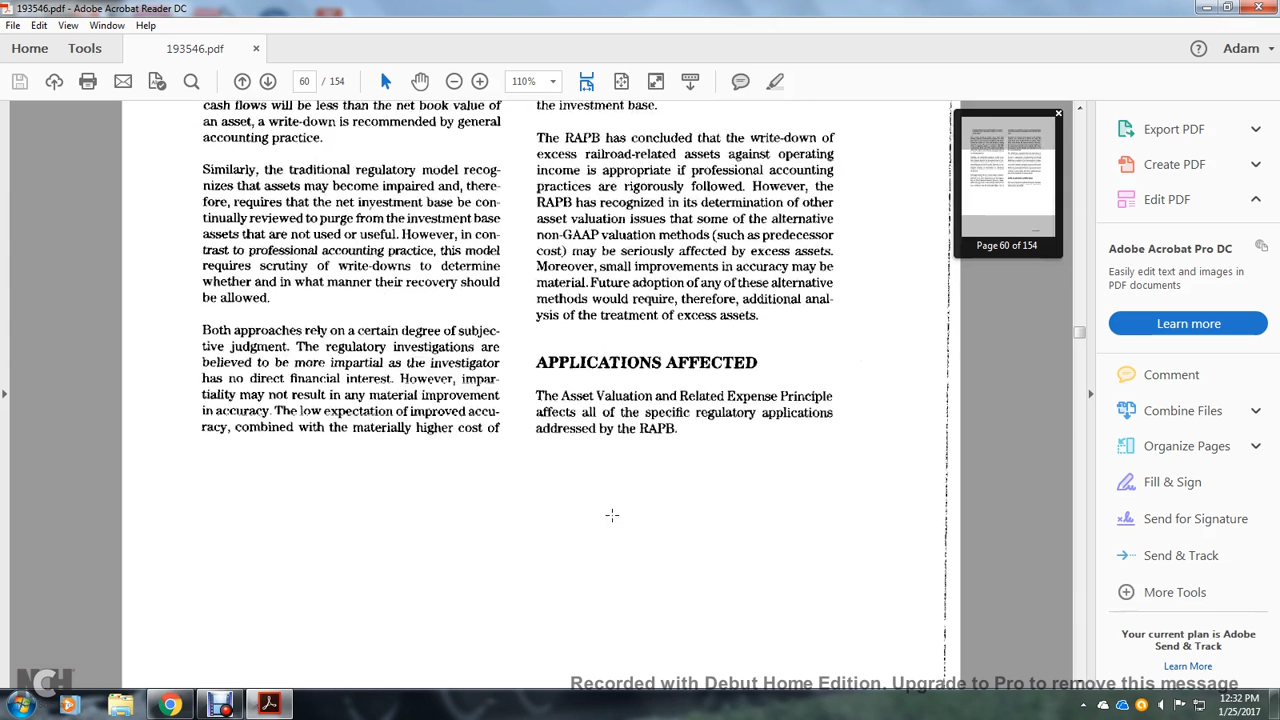 193546.pdf - Adobe Acrobat Reader DC
File Edit View Window Help
Home Tools 193546.pdf × Adam
60 / 154 110%
cash flows will be less than the net book value of
an asset, a write-down is recommended by general
accounting practice.
Similarly, the traditional regulatory model recog-
nizes that assets may become impaired and, there-
fore, requires that the net investment base be con-
tinually reviewed to purge from the investment base
assets that are not used or useful. However, in con-
trast to professional accounting practice, this model
requires scrutiny of write-downs to determine
whether and in what manner their recovery should
be allowed.
Both approaches rely on a certain degree of subjec-
tive judgment. The regulatory investigations are
believed to be more impartial as the investigator
has no direct financial interest. However, impar-
tiality may not result in any material improvement
in accuracy. The low expectation of improved accu-
racy, combined with the materially higher cost of
the investment base.
The RAPB has concluded that the write-down of
excess railroad-related assets against operating
income is appropriate if professional accounting
practices are rigorously followed. However, the
RAPB has recognized in its determination of other
asset valuation issues that some of the alternative
non-GAAP valuation methods (such as predecessor
cost) may be seriously affected by excess assets.
Moreover, small improvements in accuracy may be
material. Future adoption of any of these alternative
methods would require, therefore, additional anal-
ysis of the treatment of excess assets.
APPLICATIONS AFFECTED
The Asset Valuation and Related Expense Principle
affects all of the specific regulatory applications
addressed by the RAPB.
Page 60 of 154
Export PDF
Create PDF
Edit PDF
Adobe Acrobat Pro DC
Easily edit text and images in
PDF documents
Learn more
Comment
Combine Files
Organize Pages
Fill & Sign
Send for Signature
Send & Track
More Tools
Your current plan is Adobe
Send & Track
Learn More
NCH
Recorded with Debut Home Edition. Upgrade to Pro to remove this message
12:32 PM
1/25/2017